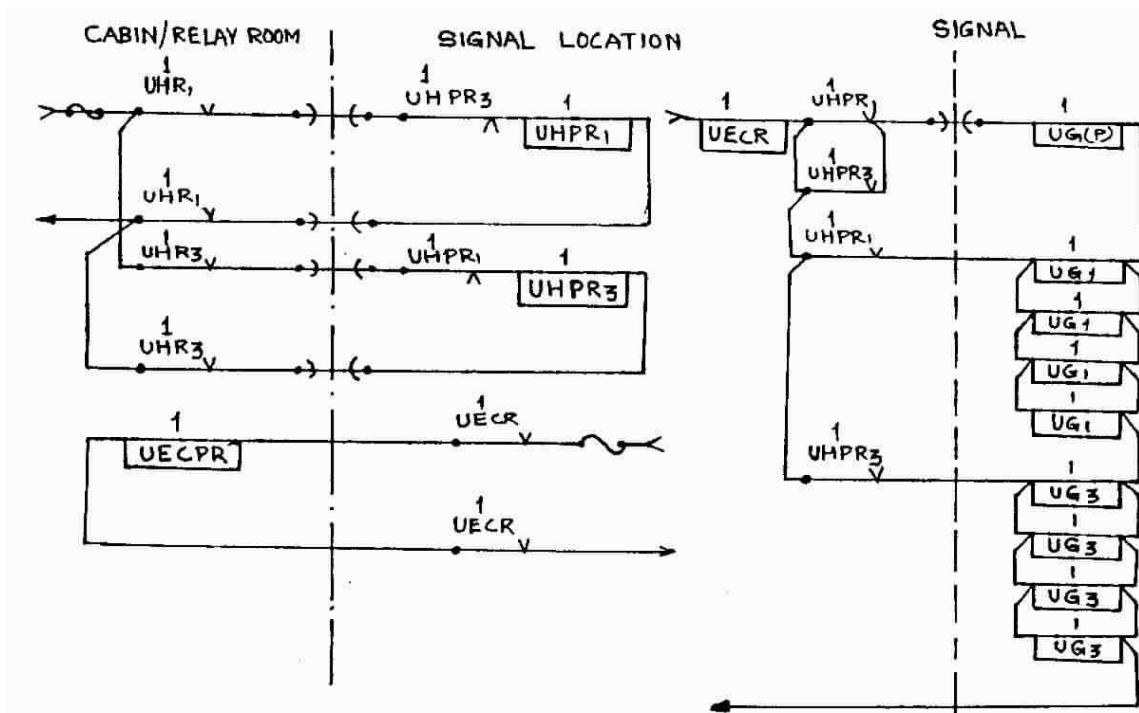 CABIN/RELAY ROOM
SIGNAL LOCATION
SIGNAL
1
UHR1
1
UHPR3
1
UHPR1
1
UECR
1
UHPR1
1
UG(P)
1
UHPR3
1
UHR1
1
UHR3
1
UHPR1
1
UHPR3
1
UHPR1
1
UG1
1
UG1
1
UG1
1
UG1
1
UHR3
1
UECPR
1
UECR
1
UECR
1
UHPR3
1
UG3
1
UG3
1
UG3
1
UG3